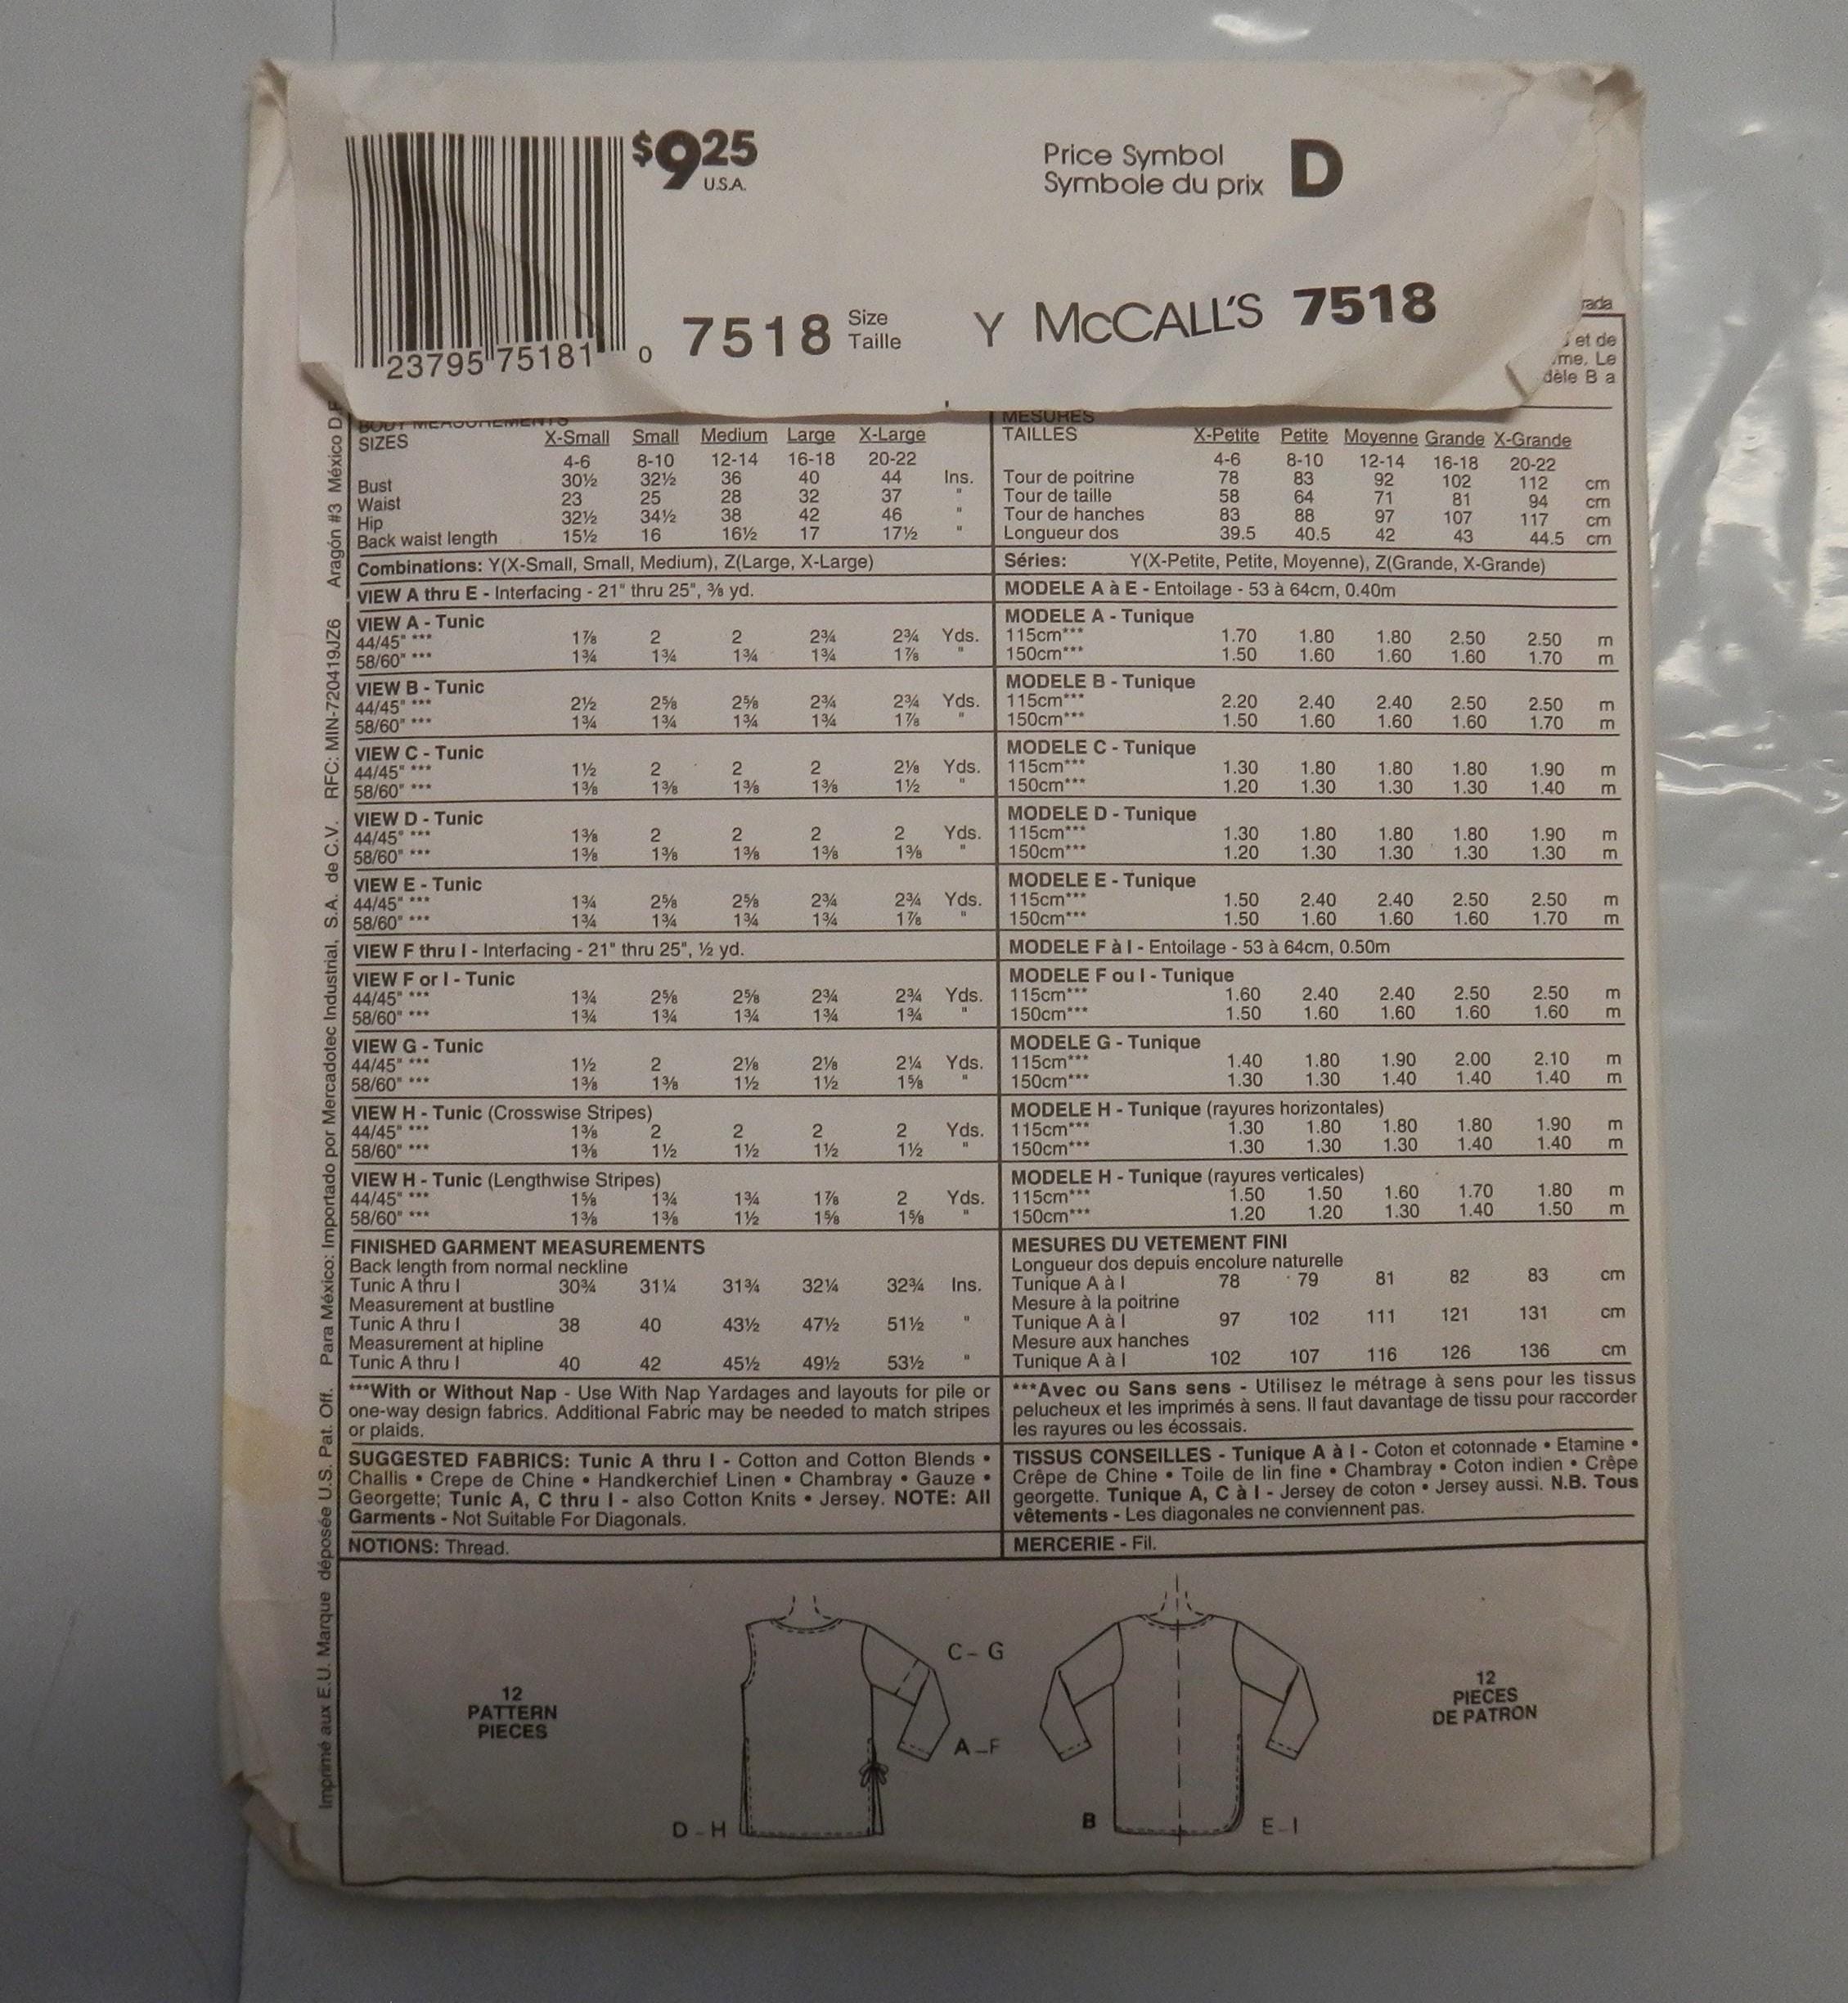 $9.25
U.S.A.
Price Symbol
Symbole du prix D
23795 75181 0
7518 Size
Taille
Y McCALL'S 7518
rada
et de
me. Le
dèle B a
BODY MEASUREMENTS
SIZES X-Small Small Medium Large X-Large
4-6 8-10 12-14 16-18 20-22
Bust 30½ 32½ 36 40 44 Ins.
Waist 23 25 28 32 37 "
Hip 32½ 34½ 38 42 46 "
Back waist length 15½ 16 16½ 17 17½ "
Combinations: Y(X-Small, Small, Medium), Z(Large, X-Large)
VIEW A thru E - Interfacing - 21" thru 25", ⅜ yd.
VIEW A - Tunic
44/45" *** 1⅞ 2 2 2¾ 2¾ Yds.
58/60" *** 1¾ 1¾ 1¾ 1¾ 1⅞ "
VIEW B - Tunic
44/45" *** 2½ 2⅝ 2⅝ 2¾ 2¾ Yds.
58/60" *** 1¾ 1¾ 1¾ 1¾ 1⅞ "
VIEW C - Tunic
44/45" *** 1½ 2 2 2 2⅛ Yds.
58/60" *** 1⅜ 1⅜ 1⅜ 1⅜ 1½ "
VIEW D - Tunic
44/45" *** 1⅜ 2 2 2 2 Yds.
58/60" *** 1⅜ 1⅜ 1⅜ 1⅜ 1⅜ "
VIEW E - Tunic
44/45" *** 1¾ 2⅝ 2⅝ 2¾ 2¾ Yds.
58/60" *** 1¾ 1¾ 1¾ 1¾ 1⅞ "
VIEW F thru I - Interfacing - 21" thru 25", ½ yd.
VIEW F or I - Tunic
44/45" *** 1¾ 2⅝ 2⅝ 2¾ 2¾ Yds.
58/60" *** 1¾ 1¾ 1¾ 1¾ 1¾ "
VIEW G - Tunic
44/45" *** 1½ 2 2⅛ 2⅛ 2¼ Yds.
58/60" *** 1⅜ 1⅜ 1½ 1½ 1⅝ "
VIEW H - Tunic (Crosswise Stripes)
44/45" *** 1⅜ 2 2 2 2 Yds.
58/60" *** 1⅜ 1½ 1½ 1½ 1½ "
VIEW H - Tunic (Lengthwise Stripes)
44/45" *** 1⅝ 1¾ 1¾ 1⅞ 2 Yds.
58/60" *** 1⅜ 1⅜ 1½ 1⅝ 1⅝ "
FINISHED GARMENT MEASUREMENTS
Back length from normal neckline
Tunic A thru I 30¾ 31¼ 31¾ 32¼ 32¾ Ins.
Measurement at bustline
Tunic A thru I 38 40 43½ 47½ 51½ "
Measurement at hipline
Tunic A thru I 40 42 45½ 49½ 53½ "
***With or Without Nap - Use With Nap Yardages and layouts for pile or
one-way design fabrics. Additional Fabric may be needed to match stripes
or plaids.
SUGGESTED FABRICS: Tunic A thru I - Cotton and Cotton Blends •
Challis • Crepe de Chine • Handkerchief Linen • Chambray • Gauze •
Georgette; Tunic A, C thru I - also Cotton Knits • Jersey. NOTE: All
Garments - Not Suitable For Diagonals.
NOTIONS: Thread.
MESURES
TAILLES X-Petite Petite Moyenne Grande X-Grande
4-6 8-10 12-14 16-18 20-22
Tour de poitrine 78 83 92 102 112 cm
Tour de taille 58 64 71 81 94 cm
Tour de hanches 83 88 97 107 117 cm
Longueur dos 39.5 40.5 42 43 44.5 cm
Séries: Y(X-Petite, Petite, Moyenne), Z(Grande, X-Grande)
MODELE A à E - Entoilage - 53 à 64cm, 0.40m
MODELE A - Tunique
115cm*** 1.70 1.80 1.80 2.50 2.50 m
150cm*** 1.50 1.60 1.60 1.60 1.70 m
MODELE B - Tunique
115cm*** 2.20 2.40 2.40 2.50 2.50 m
150cm*** 1.50 1.60 1.60 1.60 1.70 m
MODELE C - Tunique
115cm*** 1.30 1.80 1.80 1.80 1.90 m
150cm*** 1.20 1.30 1.30 1.30 1.40 m
MODELE D - Tunique
115cm*** 1.30 1.80 1.80 1.80 1.90 m
150cm*** 1.20 1.30 1.30 1.30 1.30 m
MODELE E - Tunique
115cm*** 1.50 2.40 2.40 2.50 2.50 m
150cm*** 1.50 1.60 1.60 1.60 1.70 m
MODELE F à I - Entoilage - 53 à 64cm, 0.50m
MODELE F ou I - Tunique
115cm*** 1.60 2.40 2.40 2.50 2.50 m
150cm*** 1.50 1.60 1.60 1.60 1.60 m
MODELE G - Tunique
115cm*** 1.40 1.80 1.90 2.00 2.10 m
150cm*** 1.30 1.30 1.40 1.40 1.40 m
MODELE H - Tunique (rayures horizontales)
115cm*** 1.30 1.80 1.80 1.80 1.90 m
150cm*** 1.30 1.30 1.30 1.40 1.40 m
MODELE H - Tunique (rayures verticales)
115cm*** 1.50 1.50 1.60 1.70 1.80 m
150cm*** 1.20 1.20 1.30 1.40 1.50 m
MESURES DU VETEMENT FINI
Longueur dos depuis encolure naturelle
Tunique A à I 78 79 81 82 83 cm
Mesure à la poitrine
Tunique A à I 97 102 111 121 131 cm
Mesure aux hanches
Tunique A à I 102 107 116 126 136 cm
***Avec ou Sans sens - Utilisez le métrage à sens pour les tissus
pelucheux et les imprimés à sens. Il faut davantage de tissu pour raccorder
les rayures ou les écossais.
TISSUS CONSEILLES - Tunique A à I - Coton et cotonnade • Etamine •
Crêpe de Chine • Toile de lin fine • Chambray • Coton indien • Crêpe
georgette. Tunique A, C à I - Jersey de coton • Jersey aussi. N.B. Tous
vêtements - Les diagonales ne conviennent pas.
MERCERIE - Fil.
12
PATTERN
PIECES
C - G
A - F
D - H
B
E - I
12
PIECES
DE PATRON
Imprimé aux E.U. Marque déposée U.S. Pat. Off. Para México: Importado por Mercadotec Industrial, S.A. de C.V. RFC: MIN-720419JZ6 Aragón #3 México D.F